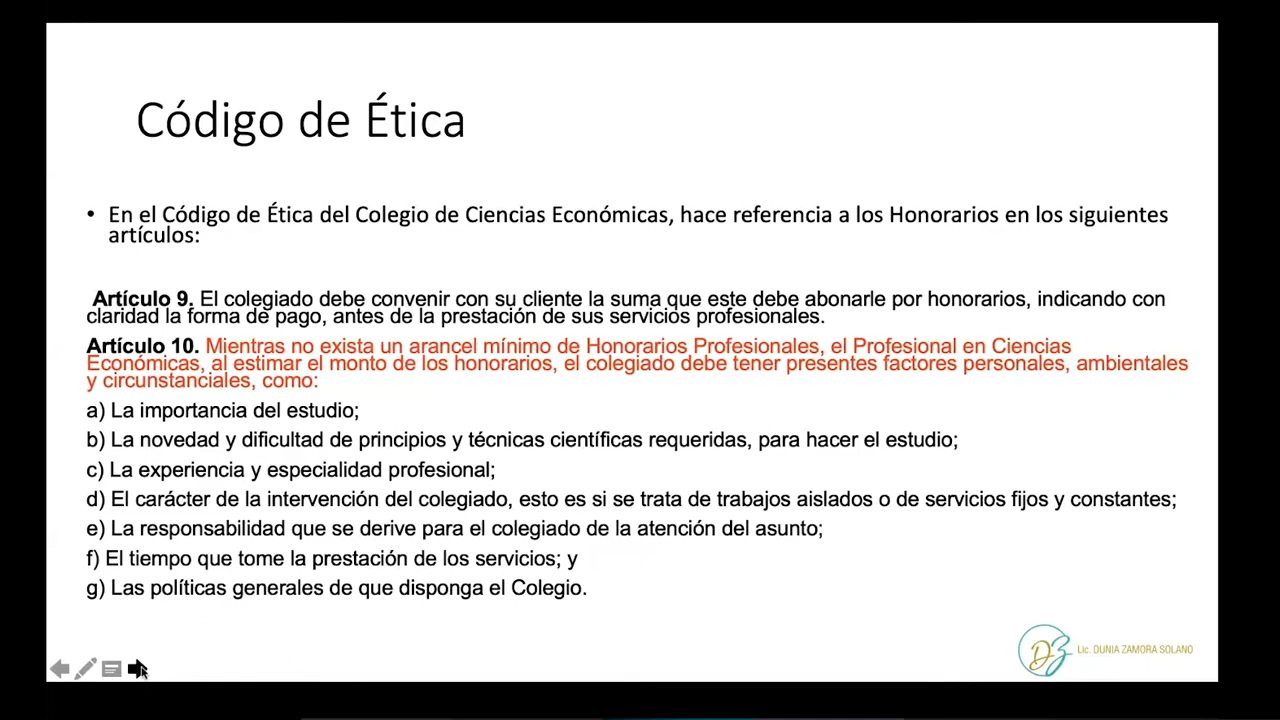 Código de Ética
• En el Código de Ética del Colegio de Ciencias Económicas, hace referencia a los Honorarios en los siguientes
artículos:
Artículo 9. El colegiado debe convenir con su cliente la suma que este debe abonarle por honorarios, indicando con
claridad la forma de pago, antes de la prestación de sus servicios profesionales.
Artículo 10. Mientras no exista un arancel mínimo de Honorarios Profesionales, el Profesional en Ciencias
Económicas, al estimar el monto de los honorarios, el colegiado debe tener presentes factores personales, ambientales
y circunstanciales, como:
a) La importancia del estudio;
b) La novedad y dificultad de principios y técnicas científicas requeridas, para hacer el estudio;
c) La experiencia y especialidad profesional;
d) El carácter de la intervención del colegiado, esto es si se trata de trabajos aislados o de servicios fijos y constantes;
e) La responsabilidad que se derive para el colegiado de la atención del asunto;
f) El tiempo que tome la prestación de los servicios; y
g) Las políticas generales de que disponga el Colegio.
DZ Lic. DUNIA ZAMORA SOLANO